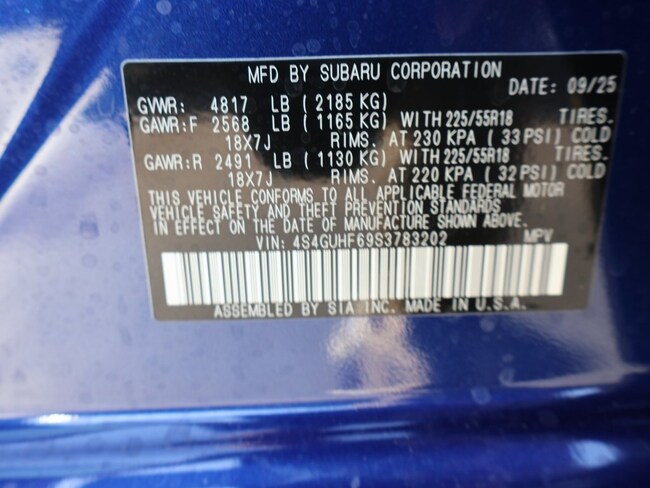 MFD BY SUBARU CORPORATION
DATE: 09/25
GVWR: 4817 LB ( 2185 KG)
GAWR:F 2568 LB ( 1165 KG) WITH 225/55R18 TIRES.
18X7J RIMS. AT 230 KPA ( 33 PSI) COLD
GAWR:R 2491 LB ( 1130 KG) WITH 225/55R18 TIRES.
18X7J RIMS. AT 220 KPA ( 32 PSI) COLD
THIS VEHICLE CONFORMS TO ALL APPLICABLE FEDERAL MOTOR
VEHICLE SAFETY AND THEFT PREVENTION STANDARDS
IN EFFECT ON THE DATE OF MANUFACTURE SHOWN ABOVE.
VIN: 4S4GUHF69S3783202 MPV
ASSEMBLED BY SIA INC. MADE IN U.S.A.